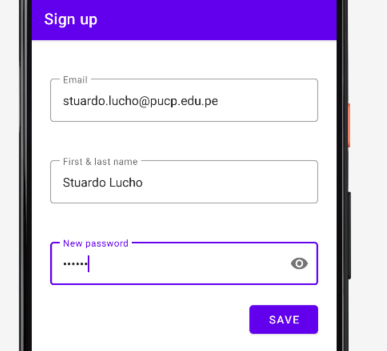 Sign up
Email
stuardo.lucho@pucp.edu.pe
First & last name
Stuardo Lucho
New password
••••••
SAVE